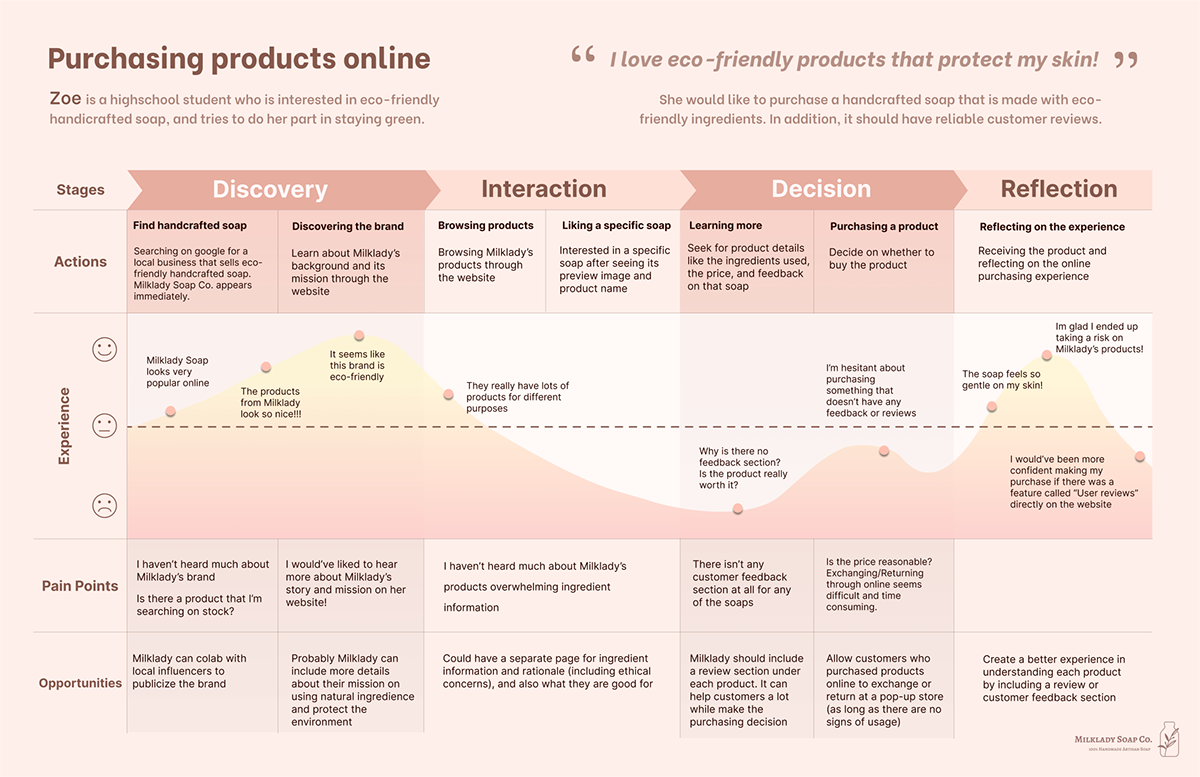 Purchasing products online
Zoe is a highschool student who is interested in eco-friendly
handicrafted soap, and tries to do her part in staying green.
“ I love eco-friendly products that protect my skin! ”
She would like to purchase a handcrafted soap that is made with eco-
friendly ingredients. In addition, it should have reliable customer reviews.
Stages
Discovery
Interaction
Decision
Reflection
Actions
Find handcrafted soap
Searching on google for a
local business that sells eco-
friendly handcrafted soap.
Milklady Soap Co. appears
immediately.
Discovering the brand
Learn about Milklady’s
background and its
mission through the
website
Browsing products
Browsing Milklady’s
products through
the website
Liking a specific soap
Interested in a specific
soap after seeing its
preview image and
product name
Learning more
Seek for product details
like the ingredients used,
the price, and feedback
on that soap
Purchasing a product
Decide on whether to
buy the product
Reflecting on the experience
Receiving the product and
reflecting on the online
purchasing experience
Experience
Milklady Soap
looks very
popular online
The products
from Milklady
look so nice!!!
It seems like
this brand is
eco-friendly
They really have lots of
products for different
purposes
Why is there no
feedback section?
Is the product really
worth it?
I’m hesitant about
purchasing
something that
doesn’t have any
feedback or reviews
The soap feels so
gentle on my skin!
Im glad I ended up
taking a risk on
Milklady’s products!
I would’ve been more
confident making my
purchase if there was a
feature called “User reviews”
directly on the website
Pain Points
I haven’t heard much about
Milklady’s brand
Is there a product that I’m
searching on stock?
I would’ve liked to hear
more about Milklady’s
story and mission on her
website!
I haven’t heard much about Milklady’s
products overwhelming ingredient
information
There isn’t any
customer feedback
section at all for any
of the soaps
Is the price reasonable?
Exchanging/Returning
through online seems
difficult and time
consuming.
Opportunities
Milklady can colab with
local influencers to
publicize the brand
Probably Milklady can
include more details
about their mission on
using natural ingredience
and protect the
environment
Could have a separate page for ingredient
information and rationale (including ethical
concerns), and also what they are good for
Milklady should include
a review section under
each product. It can
help customers a lot
while make the
purchasing decision
Allow customers who
purchased products
online to exchange or
return at a pop-up store
(as long as there are no
signs of usage)
Create a better experience in
understanding each product
by including a review or
customer feedback section
Milklady Soap Co.
100% Handmade Artisan Soap